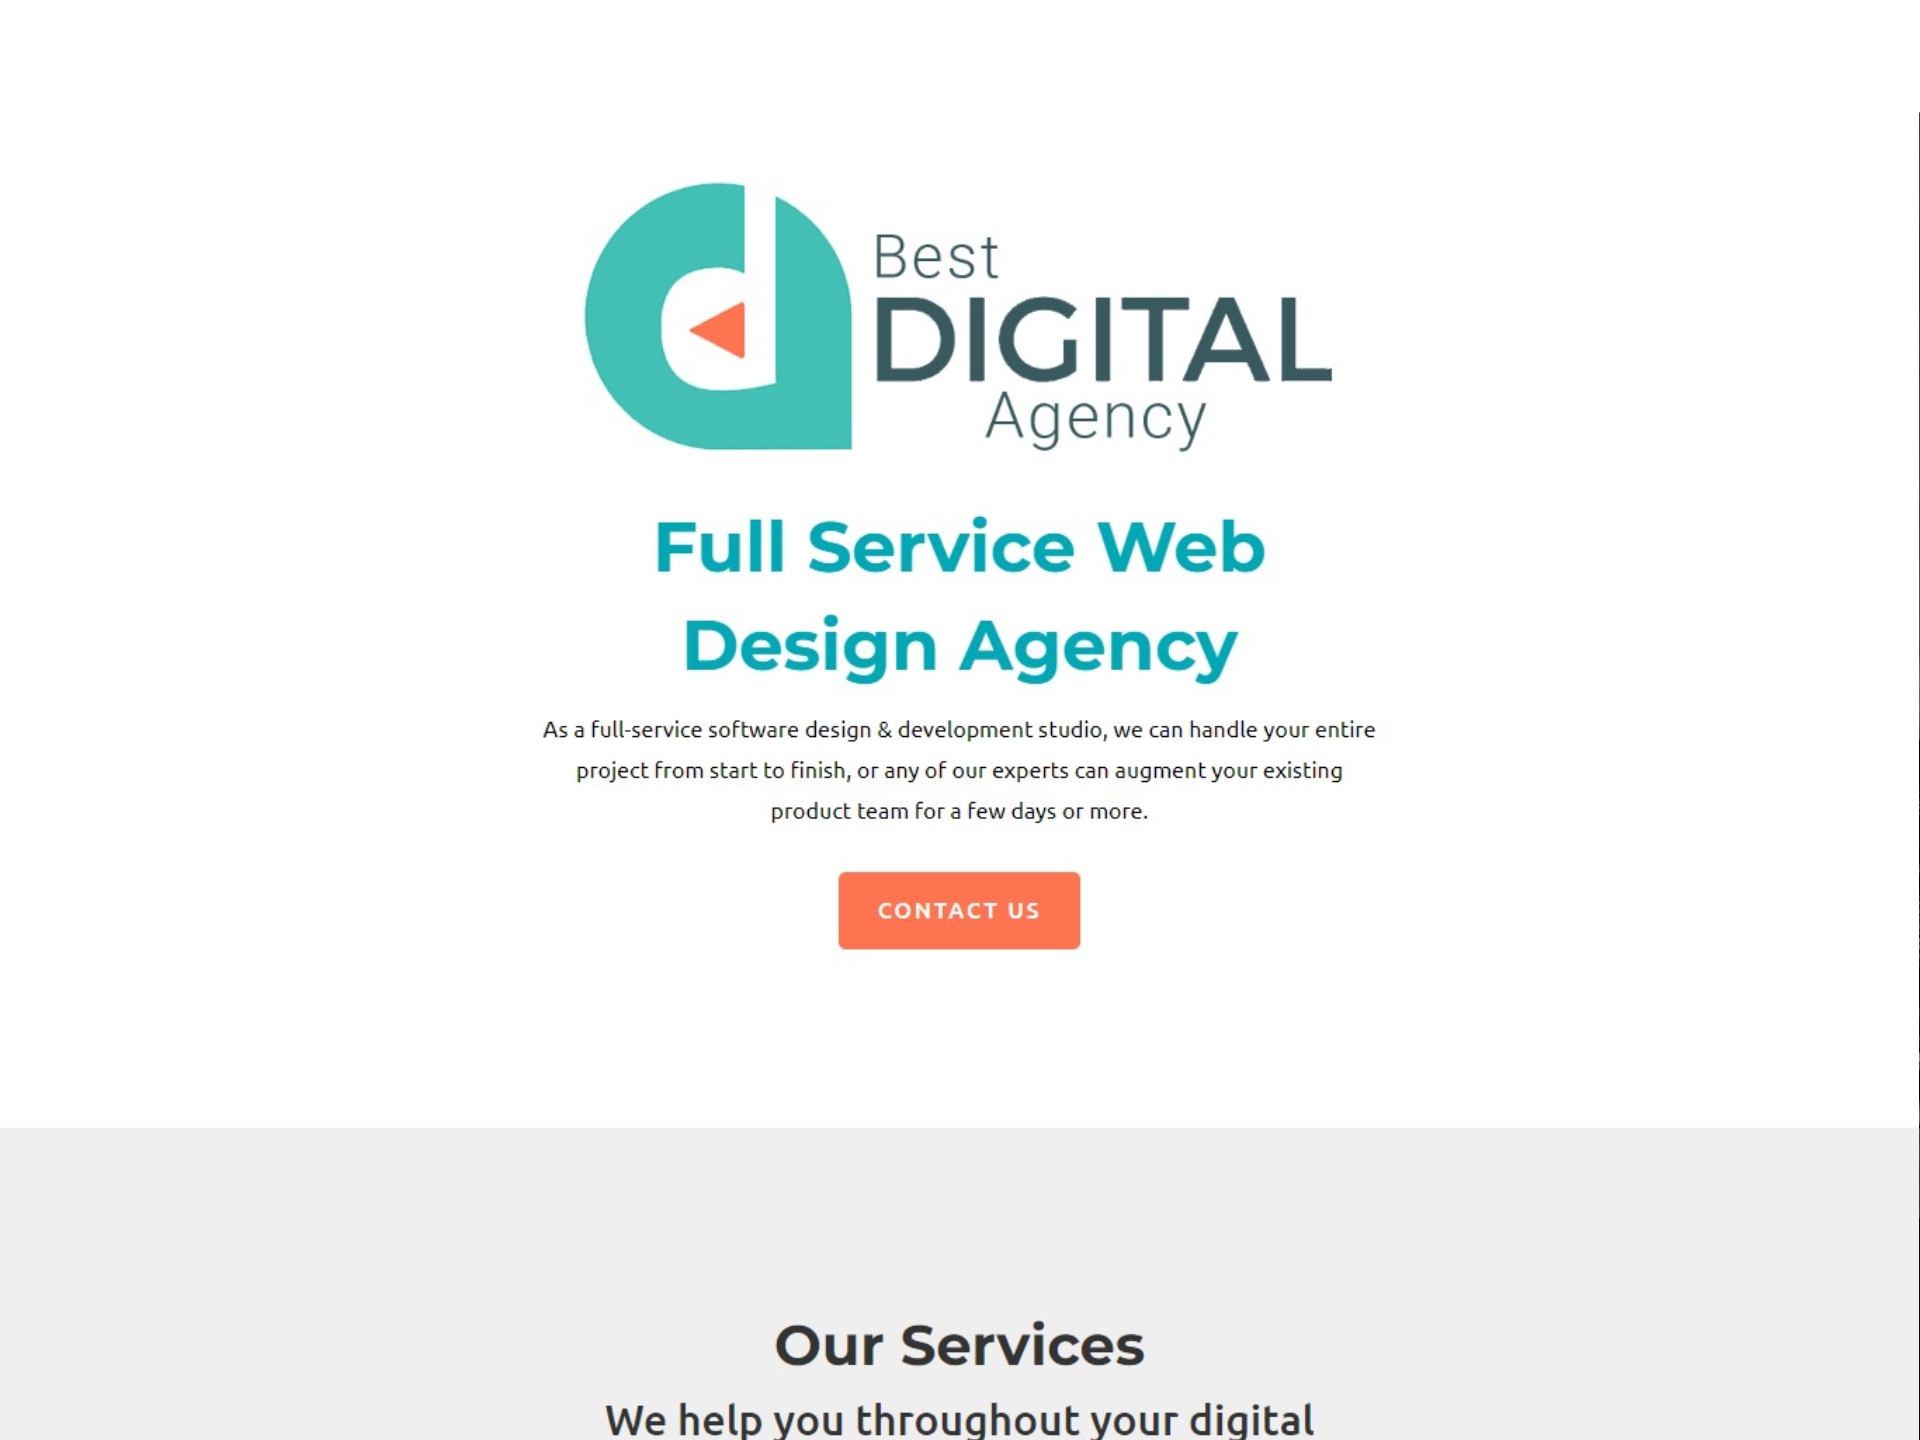 Best
DIGITAL
Agency
Full Service Web
Design Agency
As a full-service software design & development studio, we can handle your entire
project from start to finish, or any of our experts can augment your existing
product team for a few days or more.
CONTACT US
Our Services
We help you throughout your digital